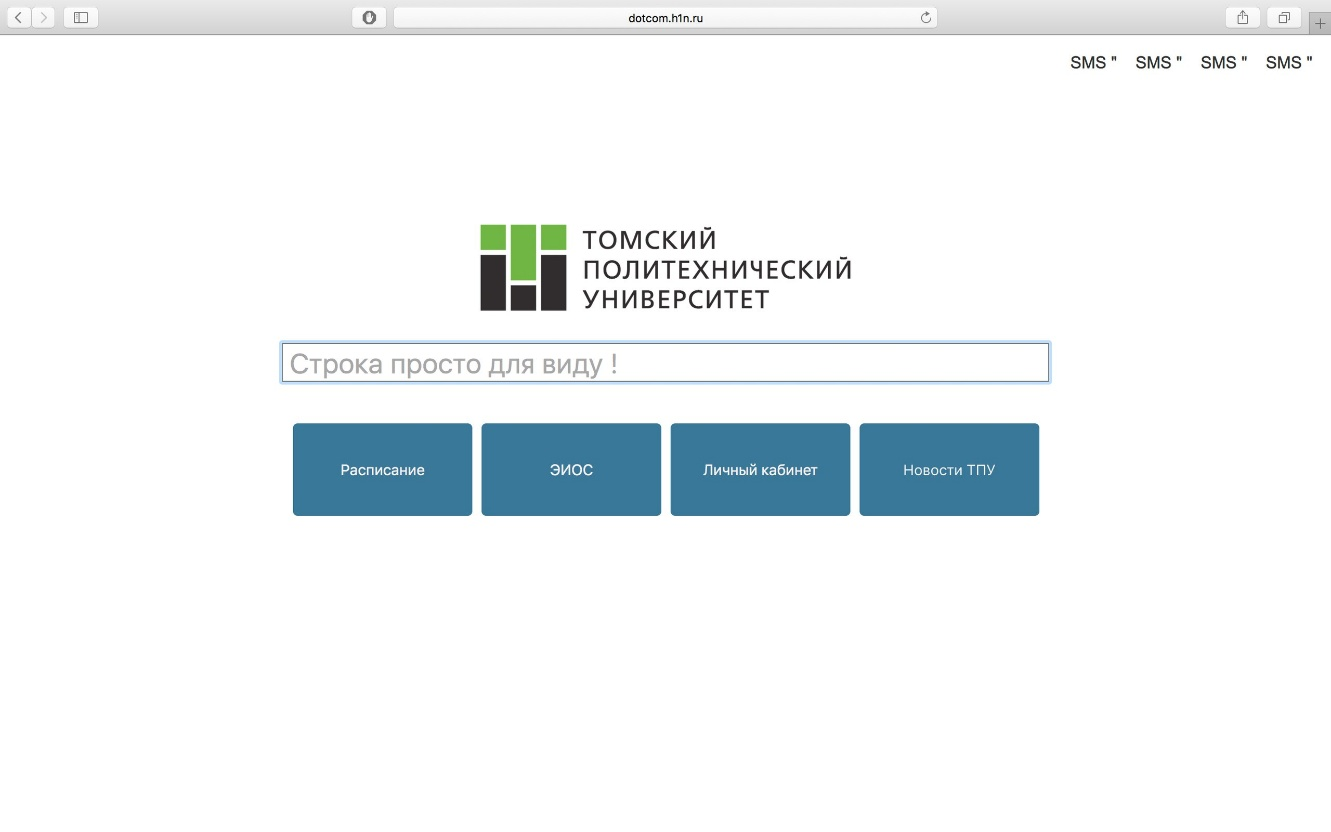 dotcom.h1n.ru
SMS " SMS " SMS " SMS "
ТОМСКИЙ
ПОЛИТЕХНИЧЕСКИЙ
УНИВЕРСИТЕТ
Строка просто для виду !
Расписание ЭИОС Личный кабинет Новости ТПУ